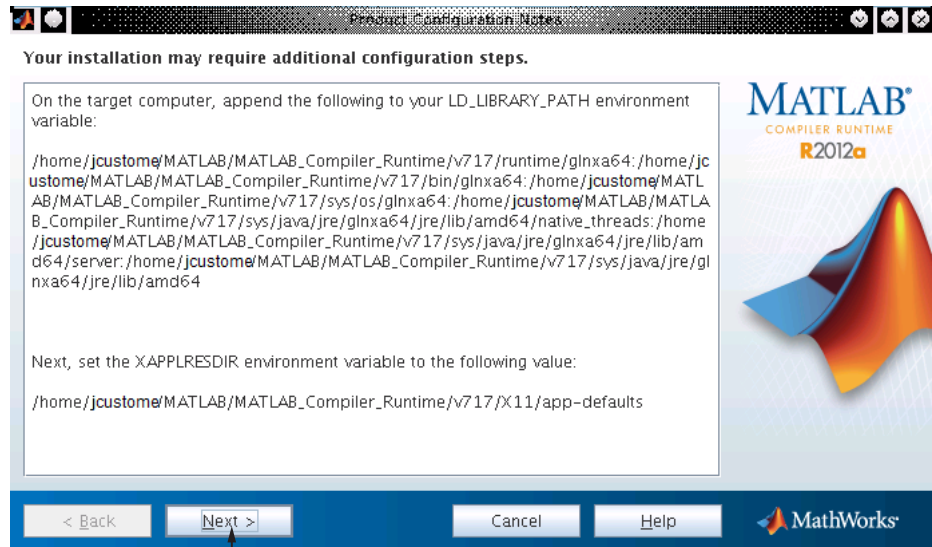 Product Configuration Notes
Your installation may require additional configuration steps.
On the target computer, append the following to your LD_LIBRARY_PATH environment
variable:
/home/jcustome/MATLAB/MATLAB_Compiler_Runtime/v717/runtime/glnxa64:/home/jc
ustome/MATLAB/MATLAB_Compiler_Runtime/v717/bin/glnxa64:/home/jcustome/MATL
AB/MATLAB_Compiler_Runtime/v717/sys/os/glnxa64:/home/jcustome/MATLAB/MATLA
B_Compiler_Runtime/v717/sys/java/jre/glnxa64/jre/lib/amd64/native_threads:/home
/jcustome/MATLAB/MATLAB_Compiler_Runtime/v717/sys/java/jre/glnxa64/jre/lib/am
d64/server:/home/jcustome/MATLAB/MATLAB_Compiler_Runtime/v717/sys/java/jre/gl
nxa64/jre/lib/amd64
Next, set the XAPPLRESDIR environment variable to the following value:
/home/jcustome/MATLAB/MATLAB_Compiler_Runtime/v717/X11/app-defaults
MATLAB®
COMPILER RUNTIME
R2012a
< Back
Next >
Cancel
Help
MathWorks®